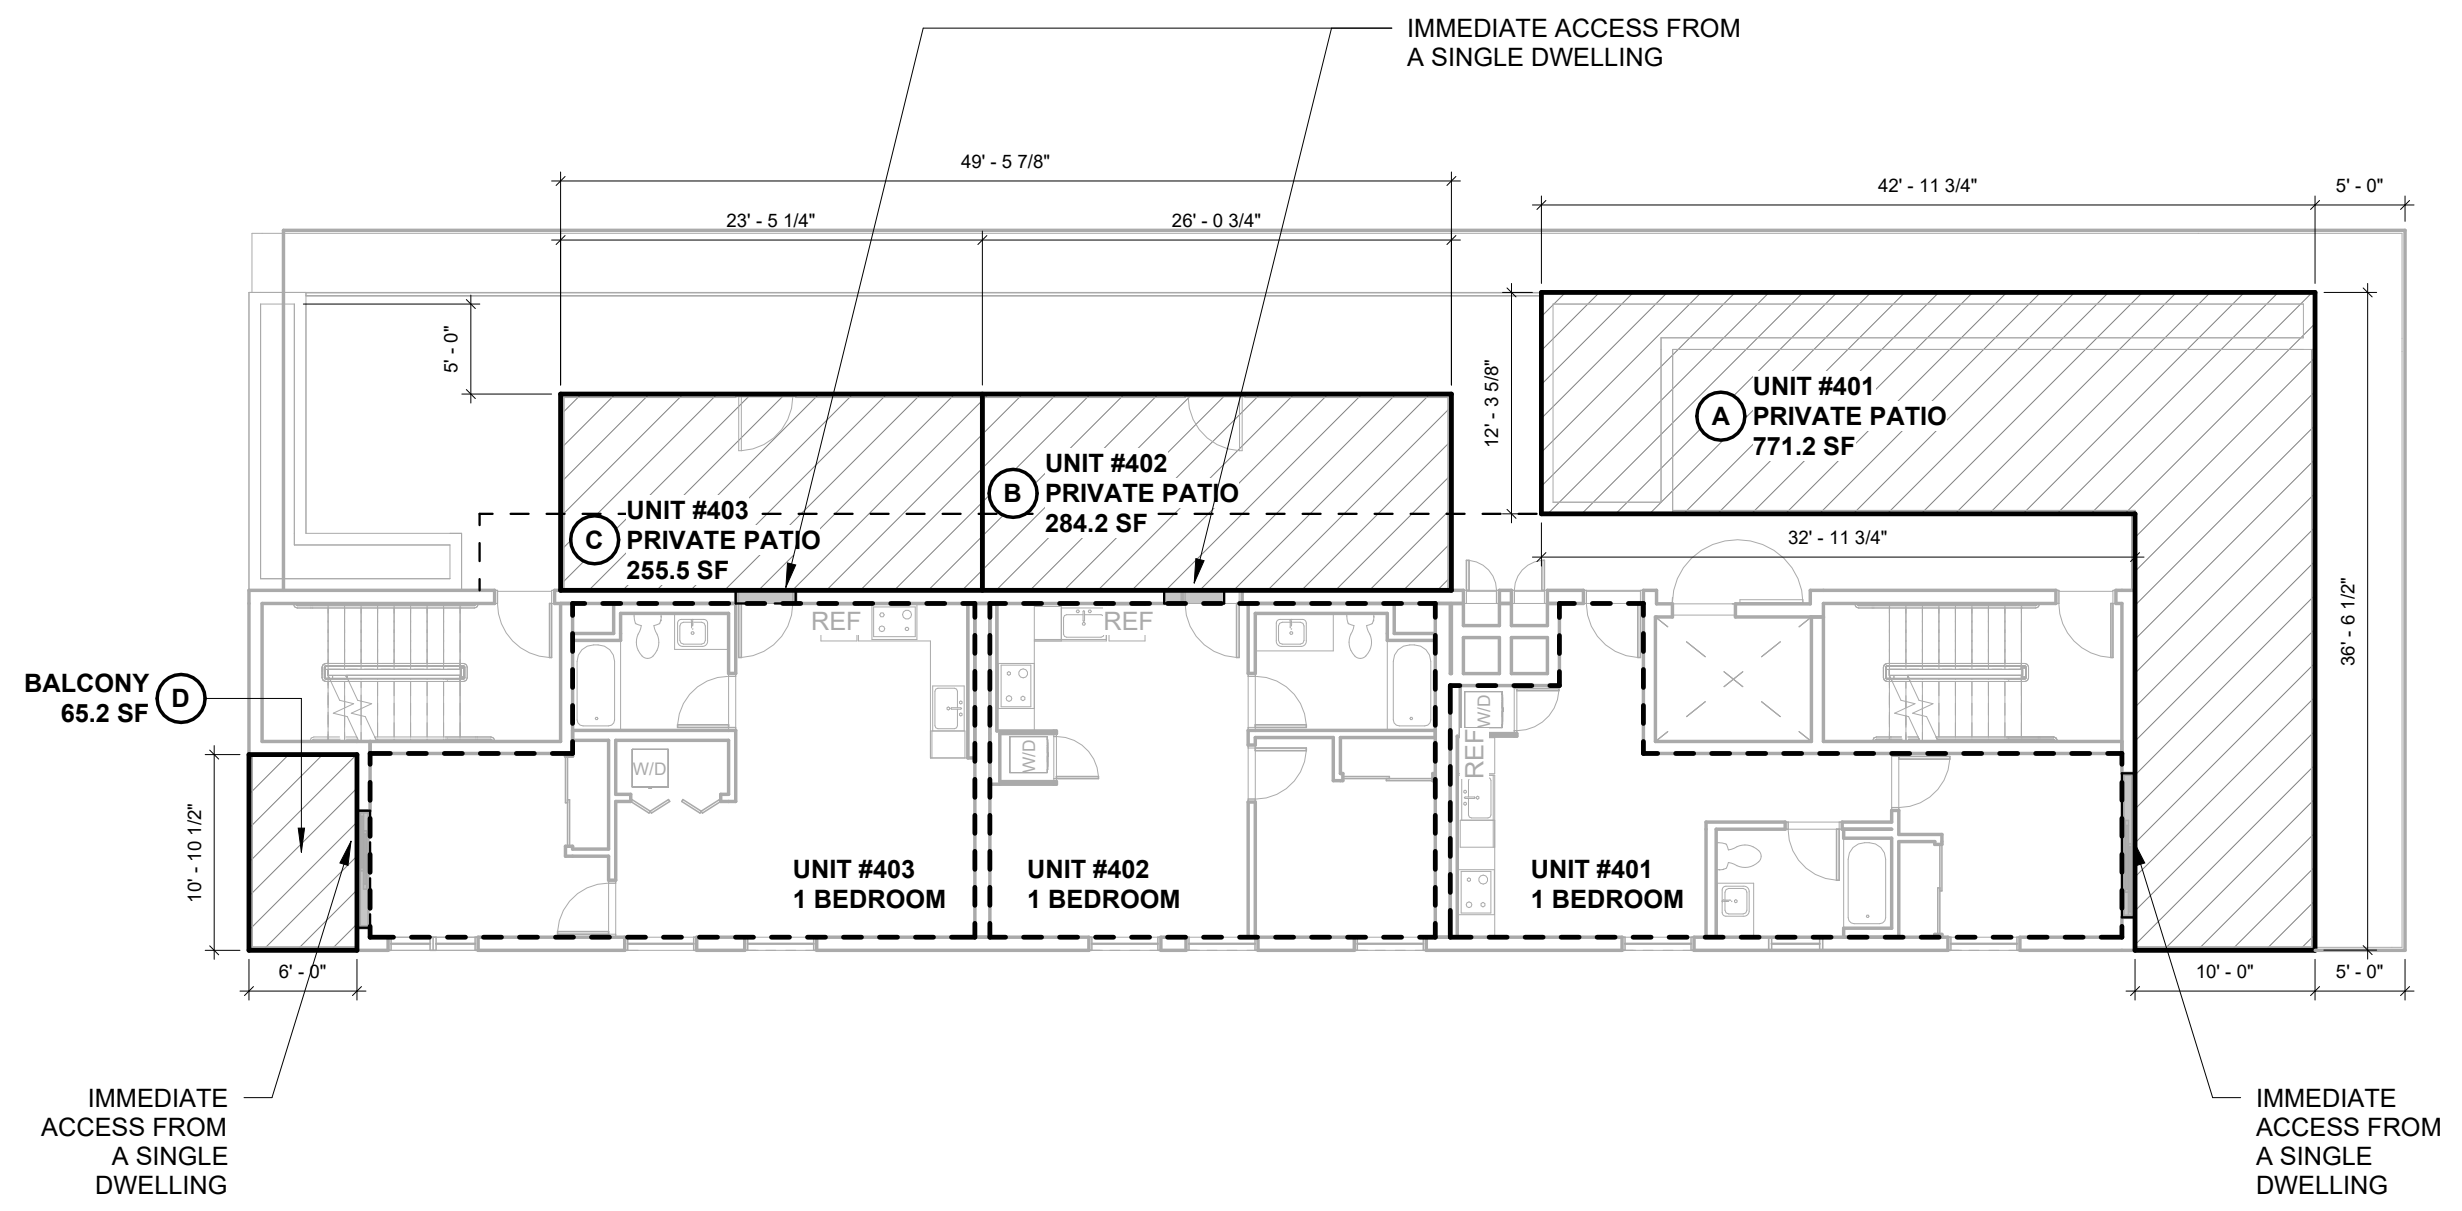 IMMEDIATE ACCESS FROM
A SINGLE DWELLING
49' - 5 7/8"
42' - 11 3/4"
5' - 0"
23' - 5 1/4"
26' - 0 3/4"
5' - 0"
12' - 3 5/8"
A
UNIT #401
PRIVATE PATIO
771.2 SF
B
UNIT #402
PRIVATE PATIO
284.2 SF
C
UNIT #403
PRIVATE PATIO
255.5 SF
32' - 11 3/4"
36' - 6 1/2"
REF
REF
BALCONY
65.2 SF
D
W/D
W/D
W/D
REF
10' - 10 1/2"
UNIT #403
1 BEDROOM
UNIT #402
1 BEDROOM
UNIT #401
1 BEDROOM
6' - 0"
10' - 0"
5' - 0"
IMMEDIATE
ACCESS FROM
A SINGLE
DWELLING
IMMEDIATE
ACCESS FROM
A SINGLE
DWELLING